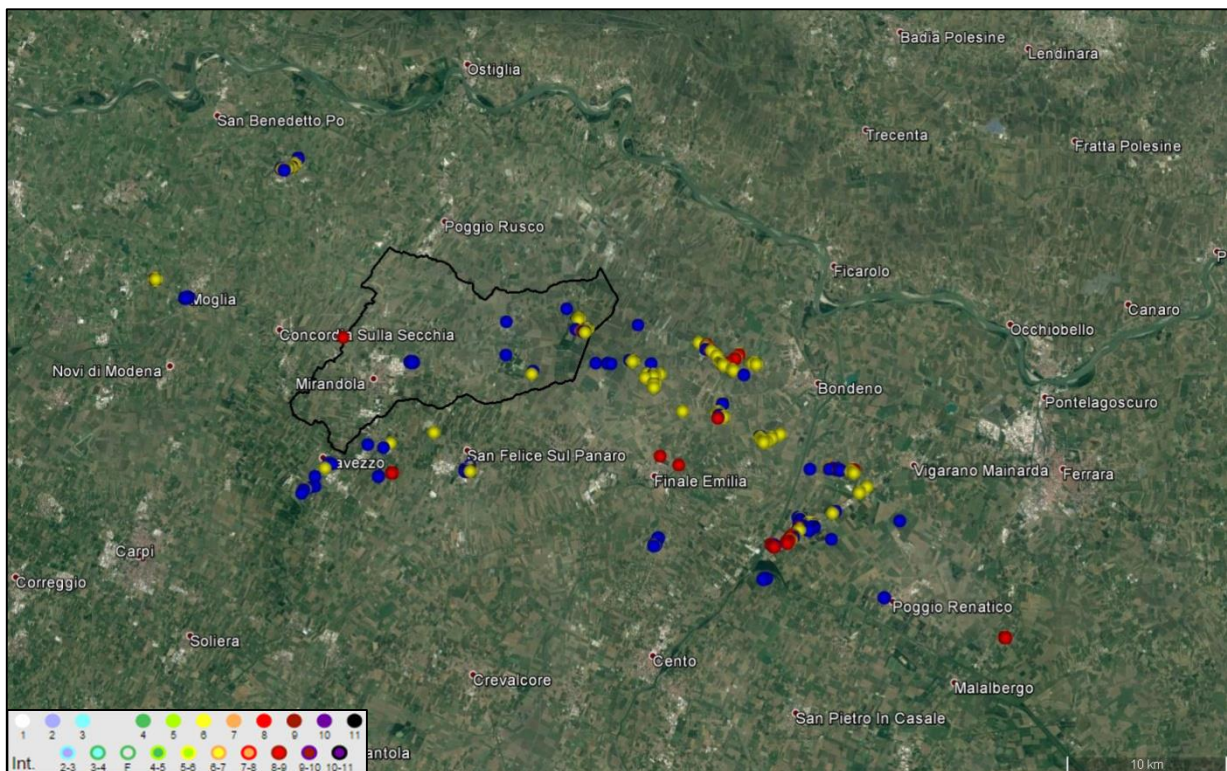 Badia Polesine
Lendinara
Ostiglia
San Benedetto Po
Trecenta
Fratta Polesine
Poggio Rusco
Ficarolo
Moglia
Canaro
Concordia Sulla Secchia
Occhiobello
Novi di Modena
Mirandola
Bondeno
Pontelagoscuro
San Felice Sul Panaro
avezzo
Vigarano Mainarda
Ferrara
Finale Emilia
Carpi
Correggio
Poggio Renatico
Soliera
Cento
Crevalcore
Malalbergo
San Pietro In Casale
antola
10 km
1 2 3 4 5 6 7 8 9 10 11
Int. 2-3 3-4 F 4-5 5-6 6-7 7-8 8-9 9-10 10-11